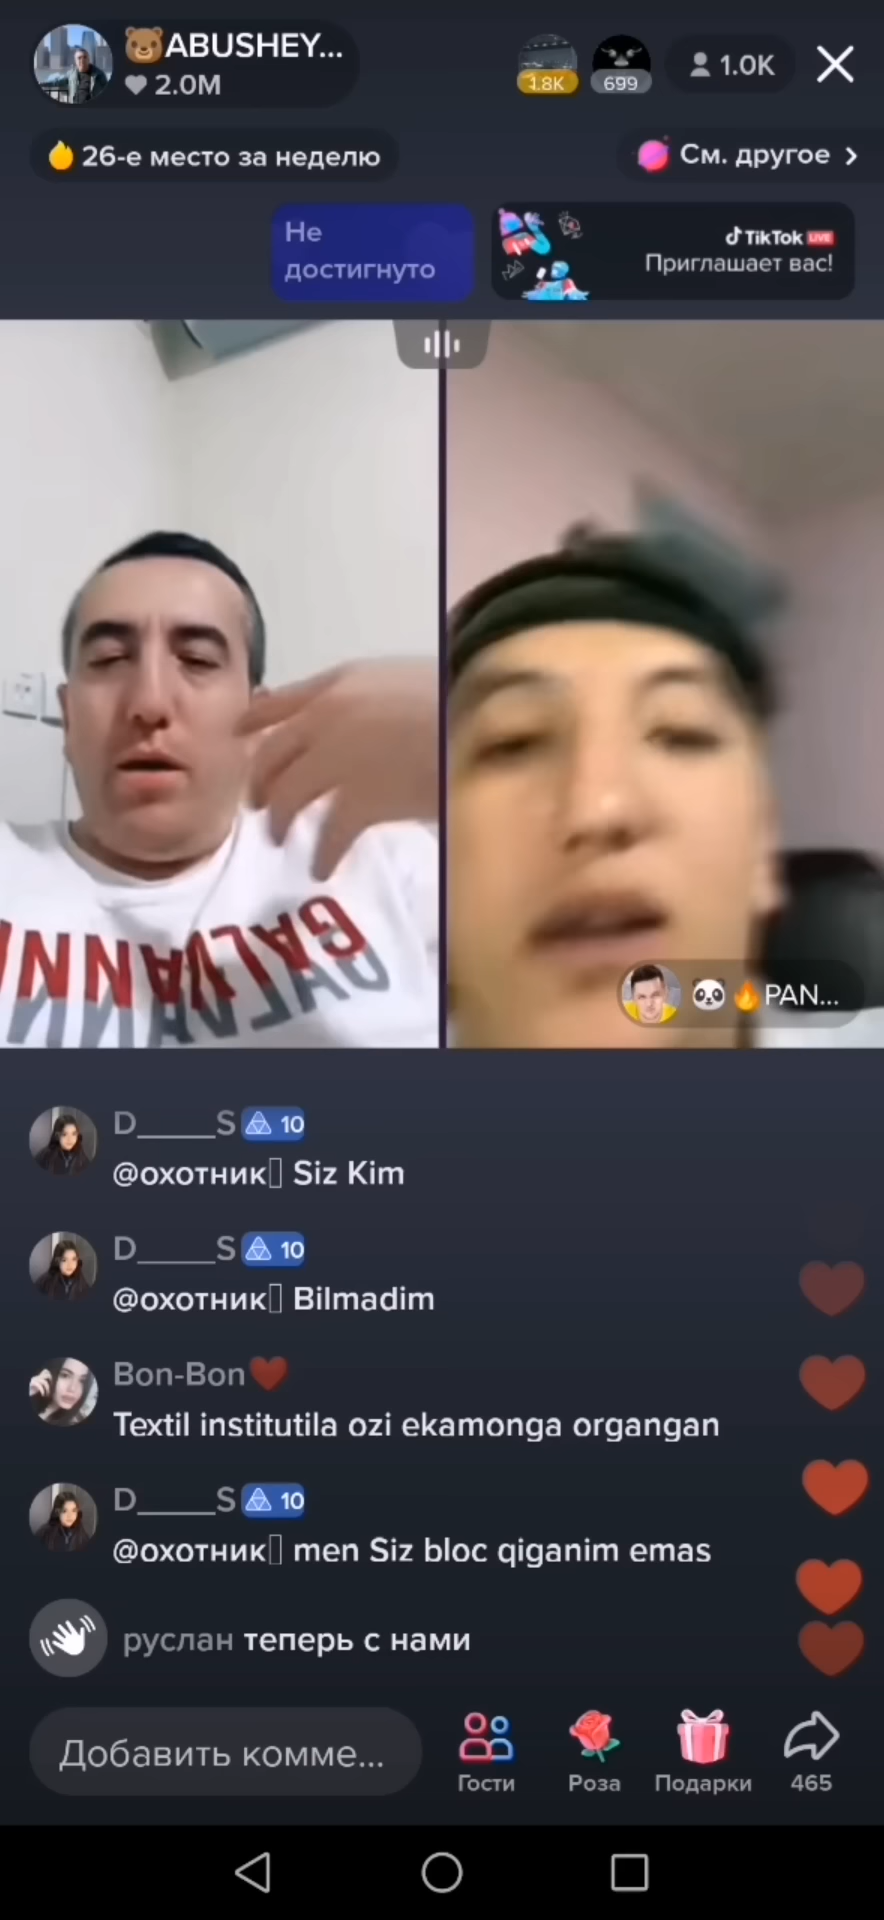 🐻ABUSHEY...
2.0M
1.8K
699
1.0K
26-е место за неделю
См. другое
Не
достигнуто
TikTok LIVE
Приглашает вас!
GALVANNI
🐼🔥PAN...
D_____S 10
@охотник Siz Kim
D_____S 10
@охотник Bilmadim
Bon-Bon❤️
Textil institutila ozi ekamonga organgan
D_____S 10
@охотник men Siz bloc qiganim emas
руслан теперь с нами
Добавить комме...
Гости
Роза
Подарки
465